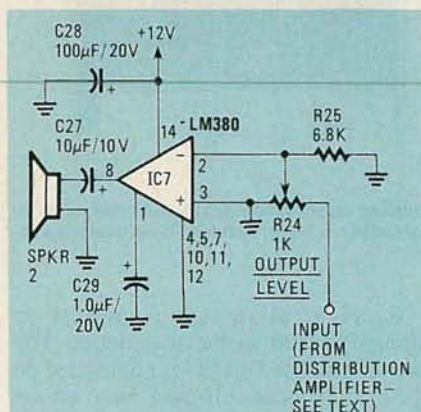 C28
100μF/20V
+12V
C27
10μF/10V
14
LM380
R25
6.8K
8
IC7
−
2
+
3
1
R24
1K
4,5,7,
10,11,
12
OUTPUT
LEVEL
SPKR
2
C29
1.0μF/
20V
INPUT
(FROM
DISTRIBUTION
AMPLIFIER–
SEE TEXT)